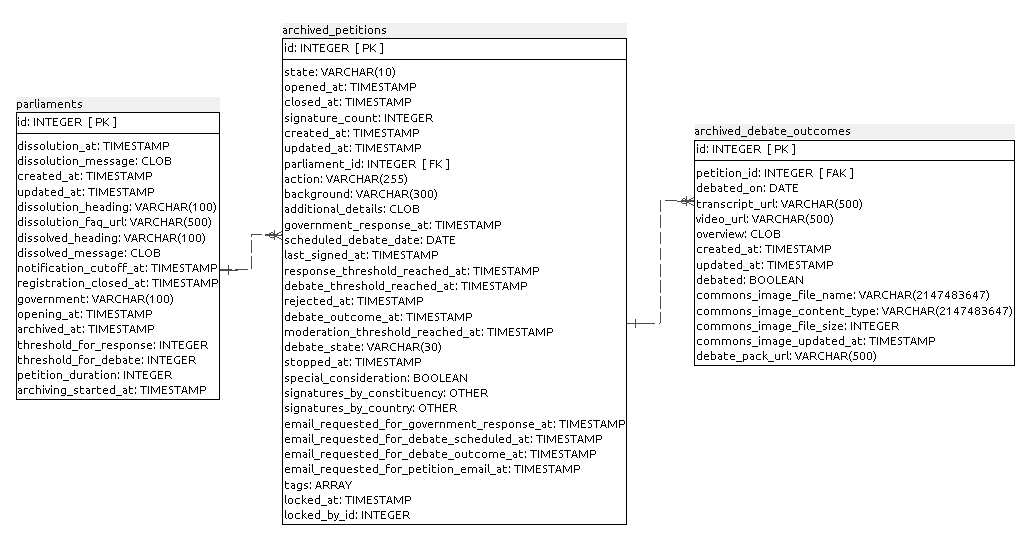 parliaments
id: INTEGER [ PK ]
dissolution_at: TIMESTAMP
dissolution_message: CLOB
created_at: TIMESTAMP
updated_at: TIMESTAMP
dissolution_heading: VARCHAR(100)
dissolution_faq_url: VARCHAR(500)
dissolved_heading: VARCHAR(100)
dissolved_message: CLOB
notification_cutoff_at: TIMESTAMP
registration_closed_at: TIMESTAMP
government: VARCHAR(100)
opening_at: TIMESTAMP
archived_at: TIMESTAMP
threshold_for_response: INTEGER
threshold_for_debate: INTEGER
petition_duration: INTEGER
archiving_started_at: TIMESTAMP
archived_petitions
id: INTEGER [ PK ]
state: VARCHAR(10)
opened_at: TIMESTAMP
closed_at: TIMESTAMP
signature_count: INTEGER
created_at: TIMESTAMP
updated_at: TIMESTAMP
parliament_id: INTEGER [ FK ]
action: VARCHAR(255)
background: VARCHAR(300)
additional_details: CLOB
government_response_at: TIMESTAMP
scheduled_debate_date: DATE
last_signed_at: TIMESTAMP
response_threshold_reached_at: TIMESTAMP
debate_threshold_reached_at: TIMESTAMP
rejected_at: TIMESTAMP
debate_outcome_at: TIMESTAMP
moderation_threshold_reached_at: TIMESTAMP
debate_state: VARCHAR(30)
stopped_at: TIMESTAMP
special_consideration: BOOLEAN
signatures_by_constituency: OTHER
signatures_by_country: OTHER
email_requested_for_government_response_at: TIMESTAMP
email_requested_for_debate_scheduled_at: TIMESTAMP
email_requested_for_debate_outcome_at: TIMESTAMP
email_requested_for_petition_email_at: TIMESTAMP
tags: ARRAY
locked_at: TIMESTAMP
locked_by_id: INTEGER
archived_debate_outcomes
id: INTEGER [ PK ]
petition_id: INTEGER [ FAK ]
debated_on: DATE
transcript_url: VARCHAR(500)
video_url: VARCHAR(500)
overview: CLOB
created_at: TIMESTAMP
updated_at: TIMESTAMP
debated: BOOLEAN
commons_image_file_name: VARCHAR(2147483647)
commons_image_content_type: VARCHAR(2147483647)
commons_image_file_size: INTEGER
commons_image_updated_at: TIMESTAMP
debate_pack_url: VARCHAR(500)